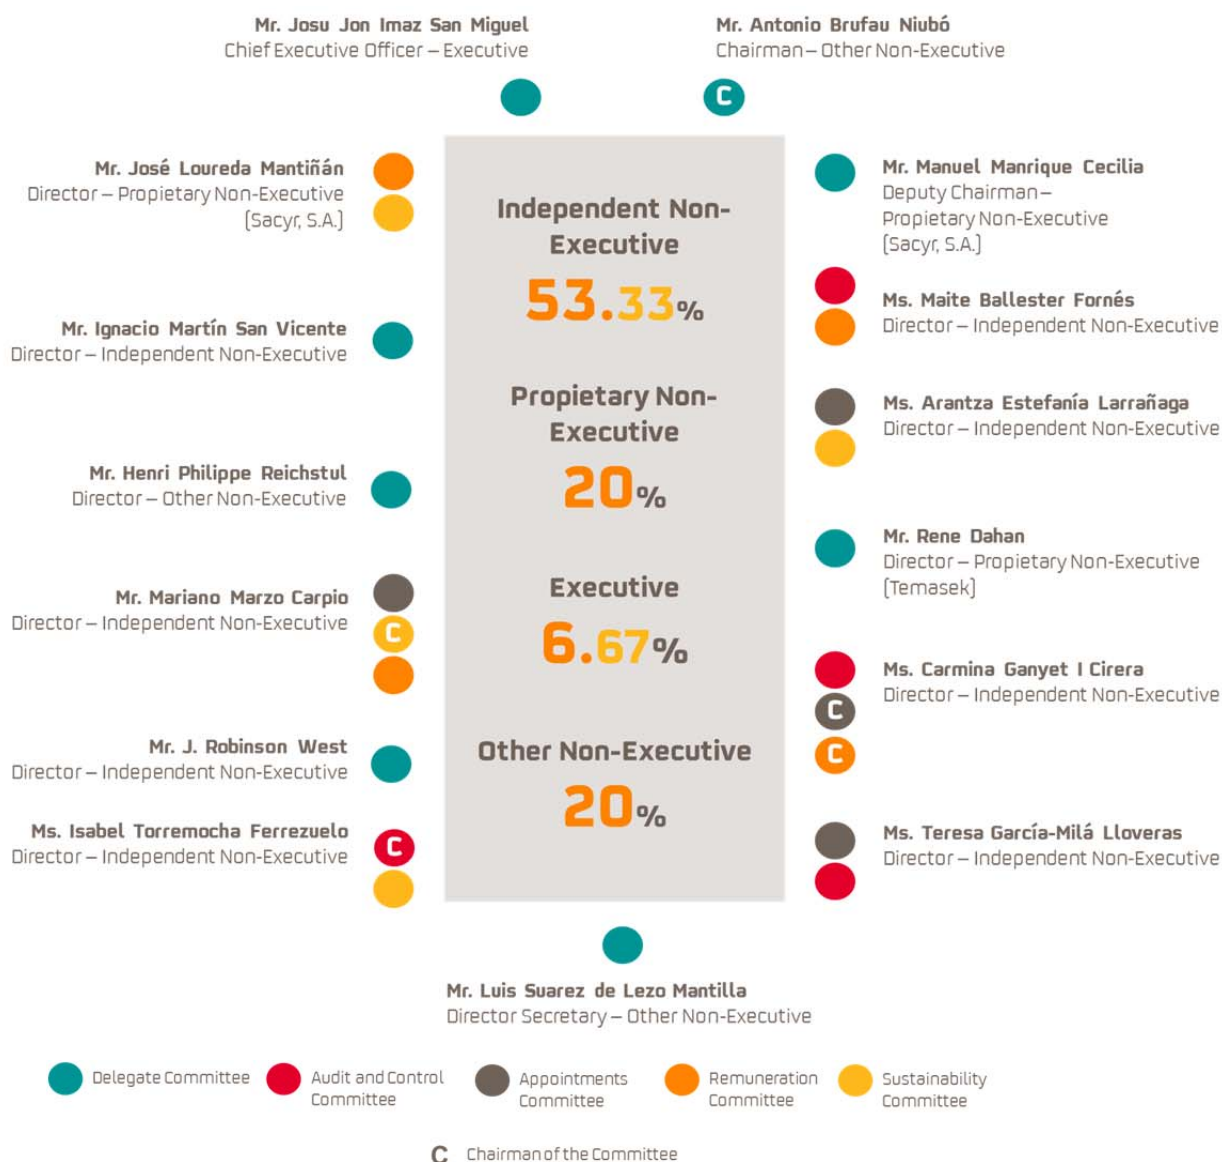 Mr. Josu Jon Imaz San Miguel
Chief Executive Officer – Executive
Mr. Antonio Brufau Niubó
Chairman – Other Non-Executive
C
Mr. José Loureda Mantiñán
Director – Propietary Non-Executive
(Sacyr, S.A.)
Mr. Ignacio Martín San Vicente
Director – Independent Non-Executive
Mr. Henri Philippe Reichstul
Director – Other Non-Executive
Mr. Mariano Marzo Carpio
Director – Independent Non-Executive
C
Mr. J. Robinson West
Director – Independent Non-Executive
Ms. Isabel Torremocha Ferrezuelo
Director – Independent Non-Executive
C
Independent Non-
Executive
53.33%
Propietary Non-
Executive
20%
Executive
6.67%
Other Non-Executive
20%
Mr. Manuel Manrique Cecilia
Deputy Chairman –
Propietary Non-Executive
(Sacyr, S.A.)
Ms. Maite Ballester Fornés
Director – Independent Non-Executive
Ms. Arantza Estefanía Larrañaga
Director – Independent Non-Executive
Mr. Rene Dahan
Director – Propietary Non-Executive
(Temasek)
Ms. Carmina Ganyet I Cirera
Director – Independent Non-Executive
C
C
Ms. Teresa García-Milá Lloveras
Director – Independent Non-Executive
Mr. Luis Suarez de Lezo Mantilla
Director Secretary – Other Non-Executive
Delegate Committee
Audit and Control
Committee
Appointments
Committee
Remuneration
Committee
Sustainability
Committee
C Chairman of the Committee